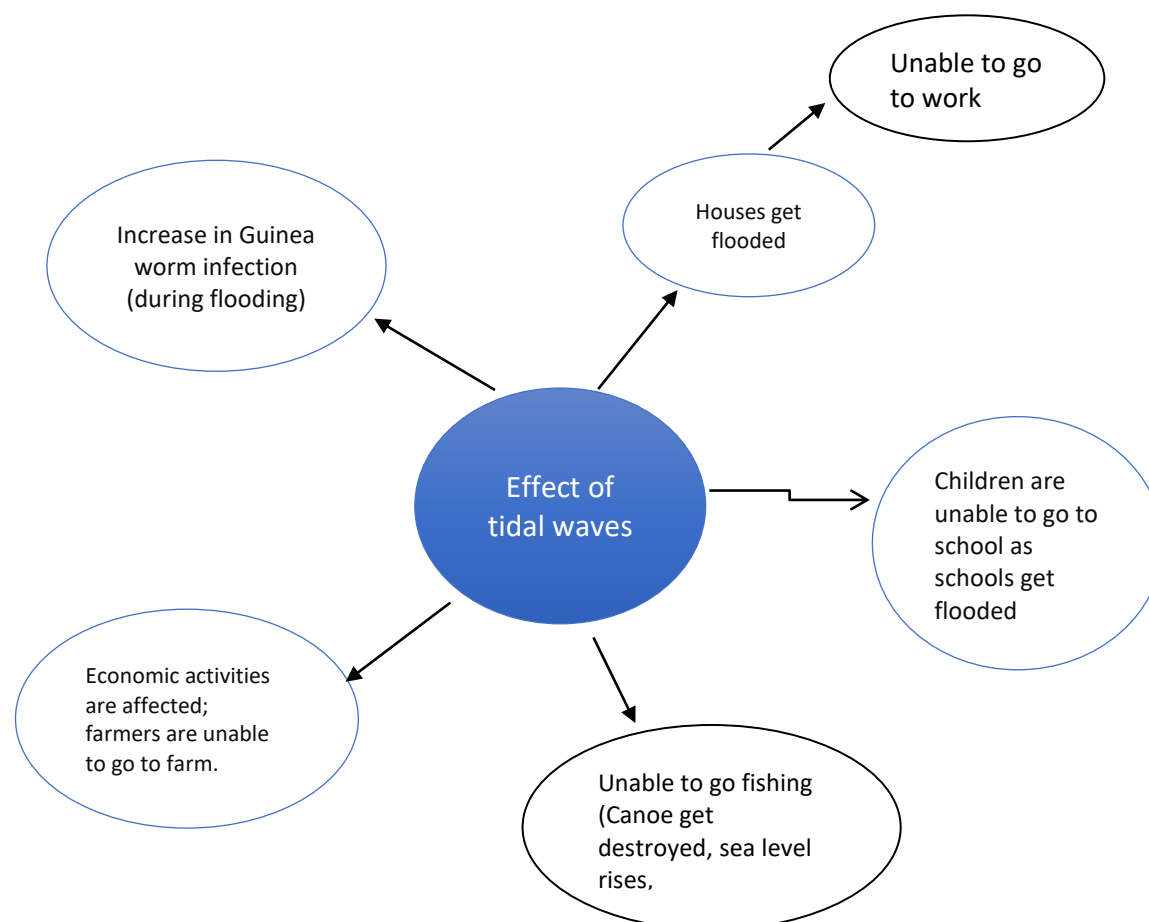 Unable to go
to work
Houses get
flooded
Increase in Guinea
worm infection
(during flooding)
Effect of
tidal waves
Children are
unable to go to
school as
schools get
flooded
Economic activities
are affected;
farmers are unable
to go to farm.
Unable to go fishing
(Canoe get
destroyed, sea level
rises,